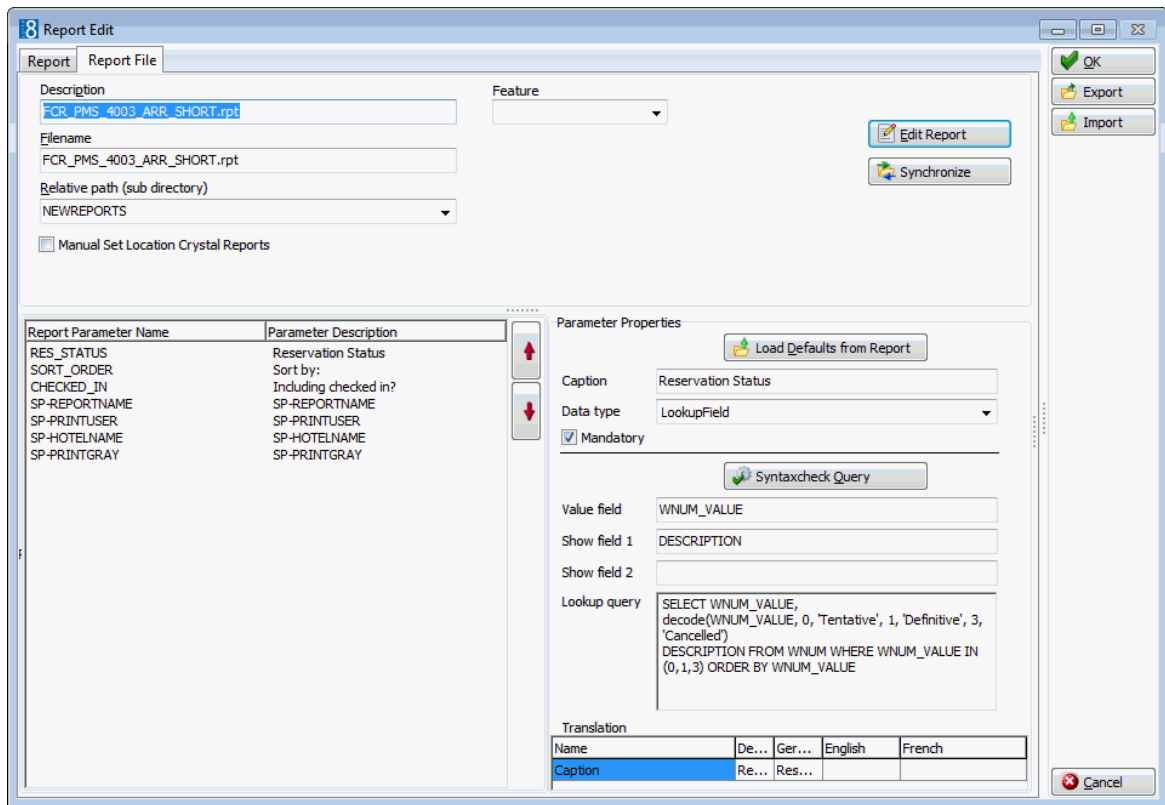 8 Report Edit
Report Report File
Description
FCR_PMS_4003_ARR_SHORT.rpt
Feature
Filename
FCR_PMS_4003_ARR_SHORT.rpt
Relative path (sub directory)
NEWREPORTS
Manual Set Location Crystal Reports
Edit Report
Synchronize
OK
Export
Import
Report Parameter Name Parameter Description
RES_STATUS Reservation Status
SORT_ORDER Sort by:
CHECKED_IN Including checked in?
SP-REPORTNAME SP-REPORTNAME
SP-PRINTUSER SP-PRINTUSER
SP-HOTELNAME SP-HOTELNAME
SP-PRINTGRAY SP-PRINTGRAY
Parameter Properties
Load Defaults from Report
Caption Reservation Status
Data type LookupField
Mandatory
Syntaxcheck Query
Value field WNUM_VALUE
Show field 1 DESCRIPTION
Show field 2
Lookup query
SELECT WNUM_VALUE,
decode(WNUM_VALUE, 0, 'Tentative', 1, 'Definitive', 3,
'Cancelled')
DESCRIPTION FROM WNUM WHERE WNUM_VALUE IN
(0,1,3) ORDER BY WNUM_VALUE
Translation
Name De... Ger... English French
Caption Re... Res...
Cancel